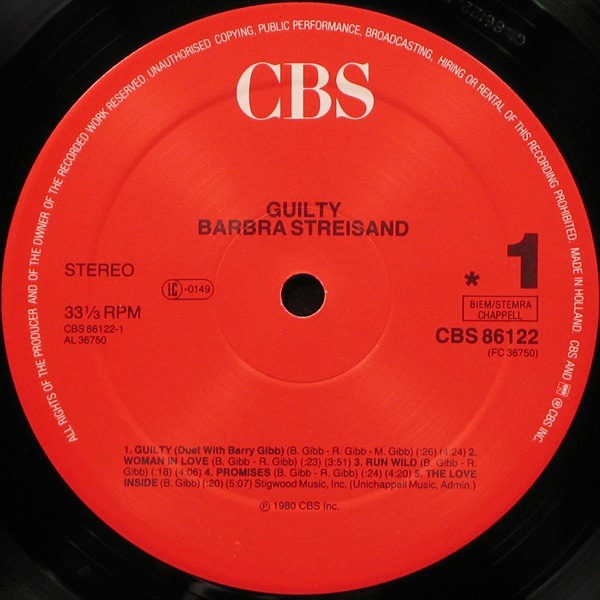 ALL RIGHTS OF THE PRODUCER AND OF THE OWNER OF THE RECORDED WORK RESERVED. UNAUTHORISED COPYING, PUBLIC PERFORMANCE, BROADCASTING, HIRING OR RENTAL OF THIS RECORDING PROHIBITED. MADE IN HOLLAND. CBS AND ℗ CBS INC.
CBS
GUILTY
BARBRA STREISAND
STEREO
LC-0149
* 1
33⅓ RPM
CBS 86122-1
AL 36750
BIEM/STEMRA
CHAPPELL
CBS 86122
(FC 36750)
1. GUILTY (Duet With Barry Gibb) (B. Gibb - R. Gibb - M. Gibb) (:26) (4:24) 2.
WOMAN IN LOVE (B. Gibb - R. Gibb) (:23) (3:51) 3. RUN WILD (B. Gibb - R.
Gibb) (:18) (4:06) 4. PROMISES (B. Gibb - R. Gibb) (:24) (4:20) 5. THE LOVE
INSIDE (B. Gibb) (:20) (5:07) Stigwood Music, Inc. (Unichappell Music, Admin.)
℗ 1980 CBS Inc.